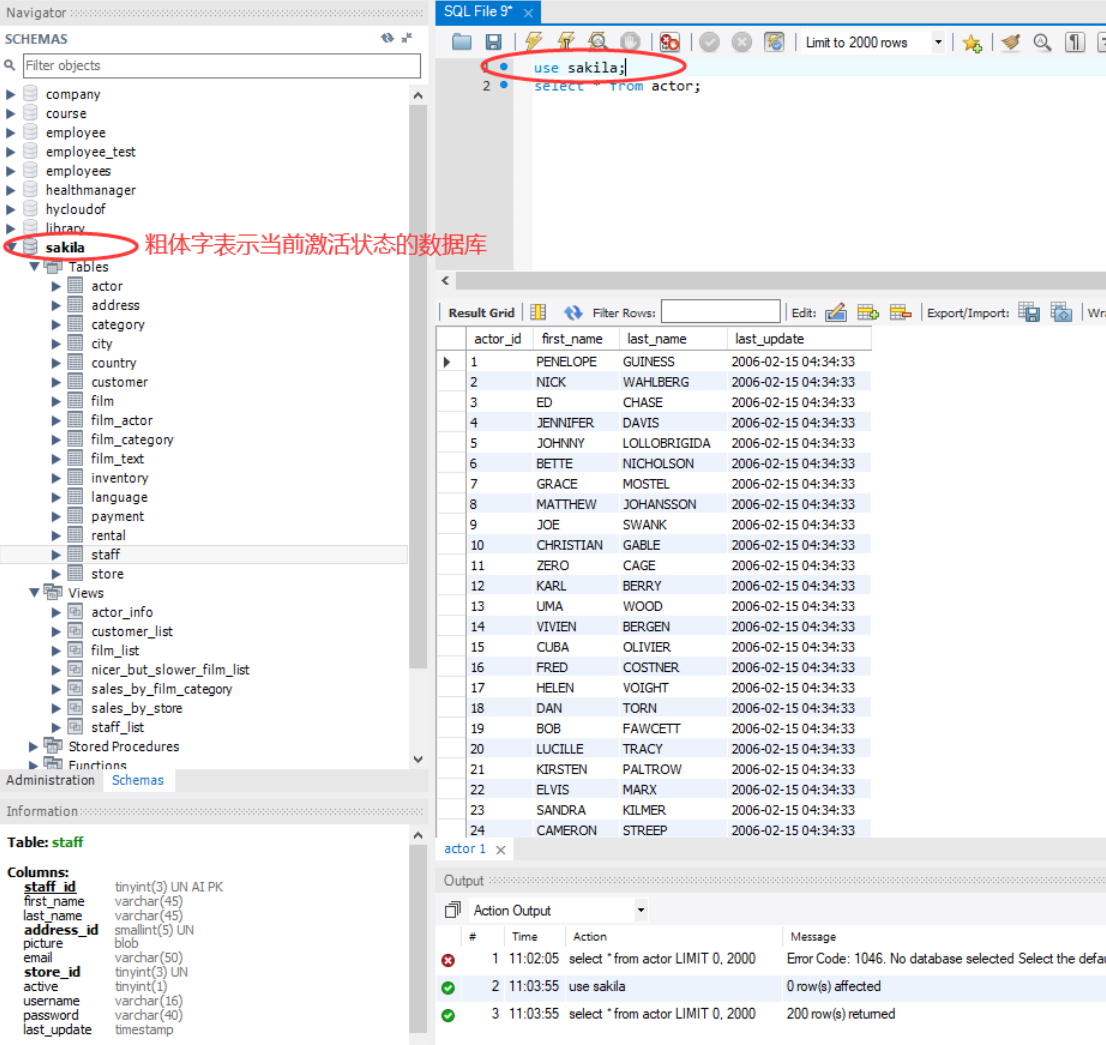 Navigator
SCHEMAS
Filter objects
company
course
employee
employee_test
employees
healthmanager
hycloudof
library
sakila
粗体字表示当前激活状态的数据库
Tables
actor
address
category
city
country
customer
film
film_actor
film_category
film_text
inventory
language
payment
rental
staff
store
Views
actor_info
customer_list
film_list
nicer_but_slower_film_list
sales_by_film_category
sales_by_store
staff_list
Stored Procedures
Functions
Administration Schemas
Information
Table: staff
Columns:
staff_id tinyint(3) UN AI PK
first_name varchar(45)
last_name varchar(45)
address_id smallint(5) UN
picture blob
email varchar(50)
store_id tinyint(3) UN
active tinyint(1)
username varchar(16)
password varchar(40)
last_update timestamp
SQL File 9*
Limit to 2000 rows
1 use sakila;
2 select * from actor;
Result Grid Filter Rows: Edit: Export/Import: Wra
actor_id first_name last_name last_update
1 PENELOPE GUINESS 2006-02-15 04:34:33
2 NICK WAHLBERG 2006-02-15 04:34:33
3 ED CHASE 2006-02-15 04:34:33
4 JENNIFER DAVIS 2006-02-15 04:34:33
5 JOHNNY LOLLOBRIGIDA 2006-02-15 04:34:33
6 BETTE NICHOLSON 2006-02-15 04:34:33
7 GRACE MOSTEL 2006-02-15 04:34:33
8 MATTHEW JOHANSSON 2006-02-15 04:34:33
9 JOE SWANK 2006-02-15 04:34:33
10 CHRISTIAN GABLE 2006-02-15 04:34:33
11 ZERO CAGE 2006-02-15 04:34:33
12 KARL BERRY 2006-02-15 04:34:33
13 UMA WOOD 2006-02-15 04:34:33
14 VIVIEN BERGEN 2006-02-15 04:34:33
15 CUBA OLIVIER 2006-02-15 04:34:33
16 FRED COSTNER 2006-02-15 04:34:33
17 HELEN VOIGHT 2006-02-15 04:34:33
18 DAN TORN 2006-02-15 04:34:33
19 BOB FAWCETT 2006-02-15 04:34:33
20 LUCILLE TRACY 2006-02-15 04:34:33
21 KIRSTEN PALTROW 2006-02-15 04:34:33
22 ELVIS MARX 2006-02-15 04:34:33
23 SANDRA KILMER 2006-02-15 04:34:33
24 CAMERON STREEP 2006-02-15 04:34:33
actor 1
Output
Action Output
# Time Action Message
1 11:02:05 select * from actor LIMIT 0, 2000 Error Code: 1046. No database selected Select the defau
2 11:03:55 use sakila 0 row(s) affected
3 11:03:55 select * from actor LIMIT 0, 2000 200 row(s) returned